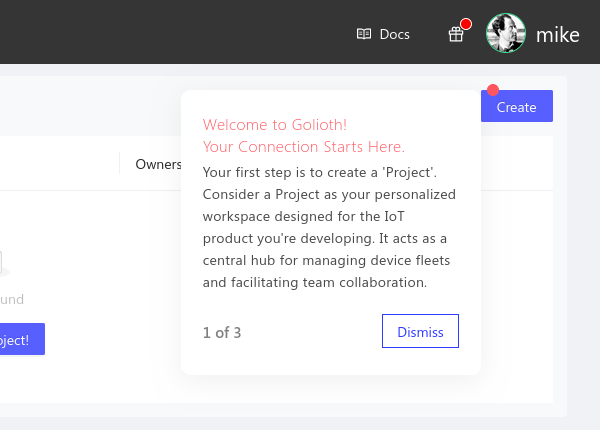 Docs
mike
Create
Welcome to Golioth!
Your Connection Starts Here.
Owners
Your first step is to create a 'Project'.
Consider a Project as your personalized
workspace designed for the IoT
product you're developing. It acts as a
central hub for managing device fleets
and facilitating team collaboration.
und
oject!
1 of 3
Dismiss